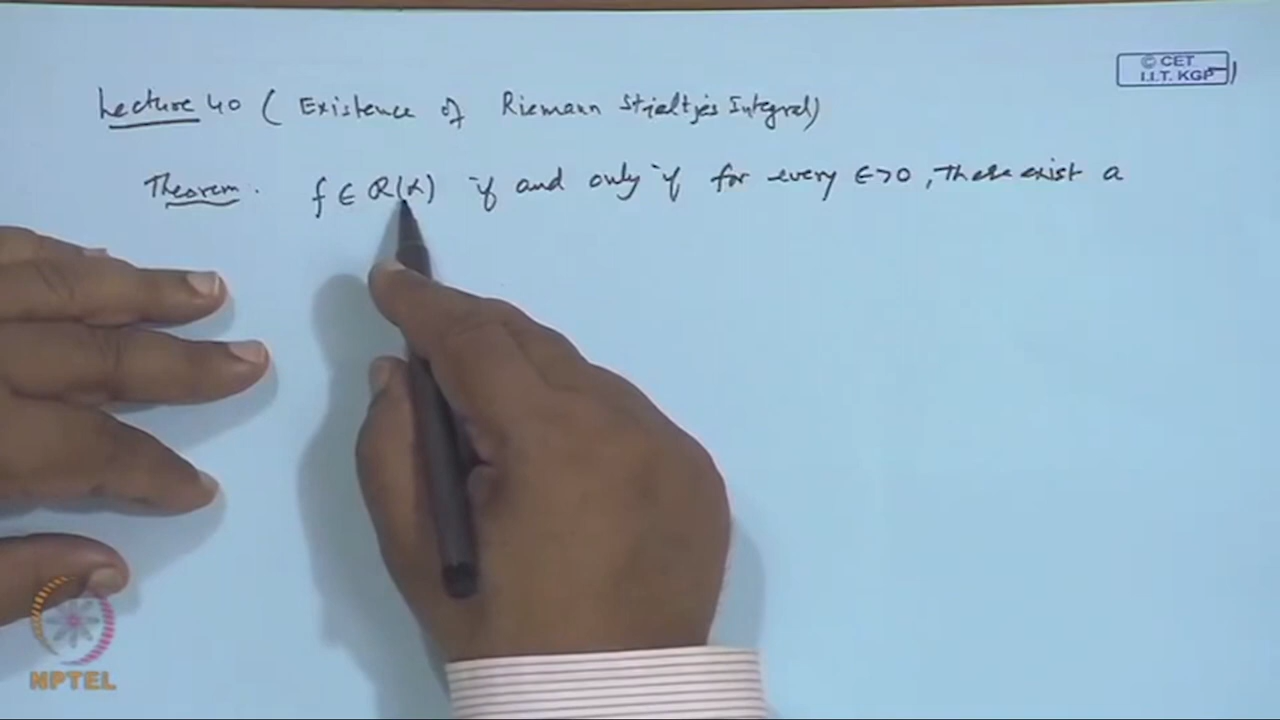 © CET
I.I.T. KGP
Lecture 40 ( Existence of Riemann Stieltjes Integral)
Theorem. f ∈ R(α) if and only if for every ϵ>0, there exist a
NPTEL